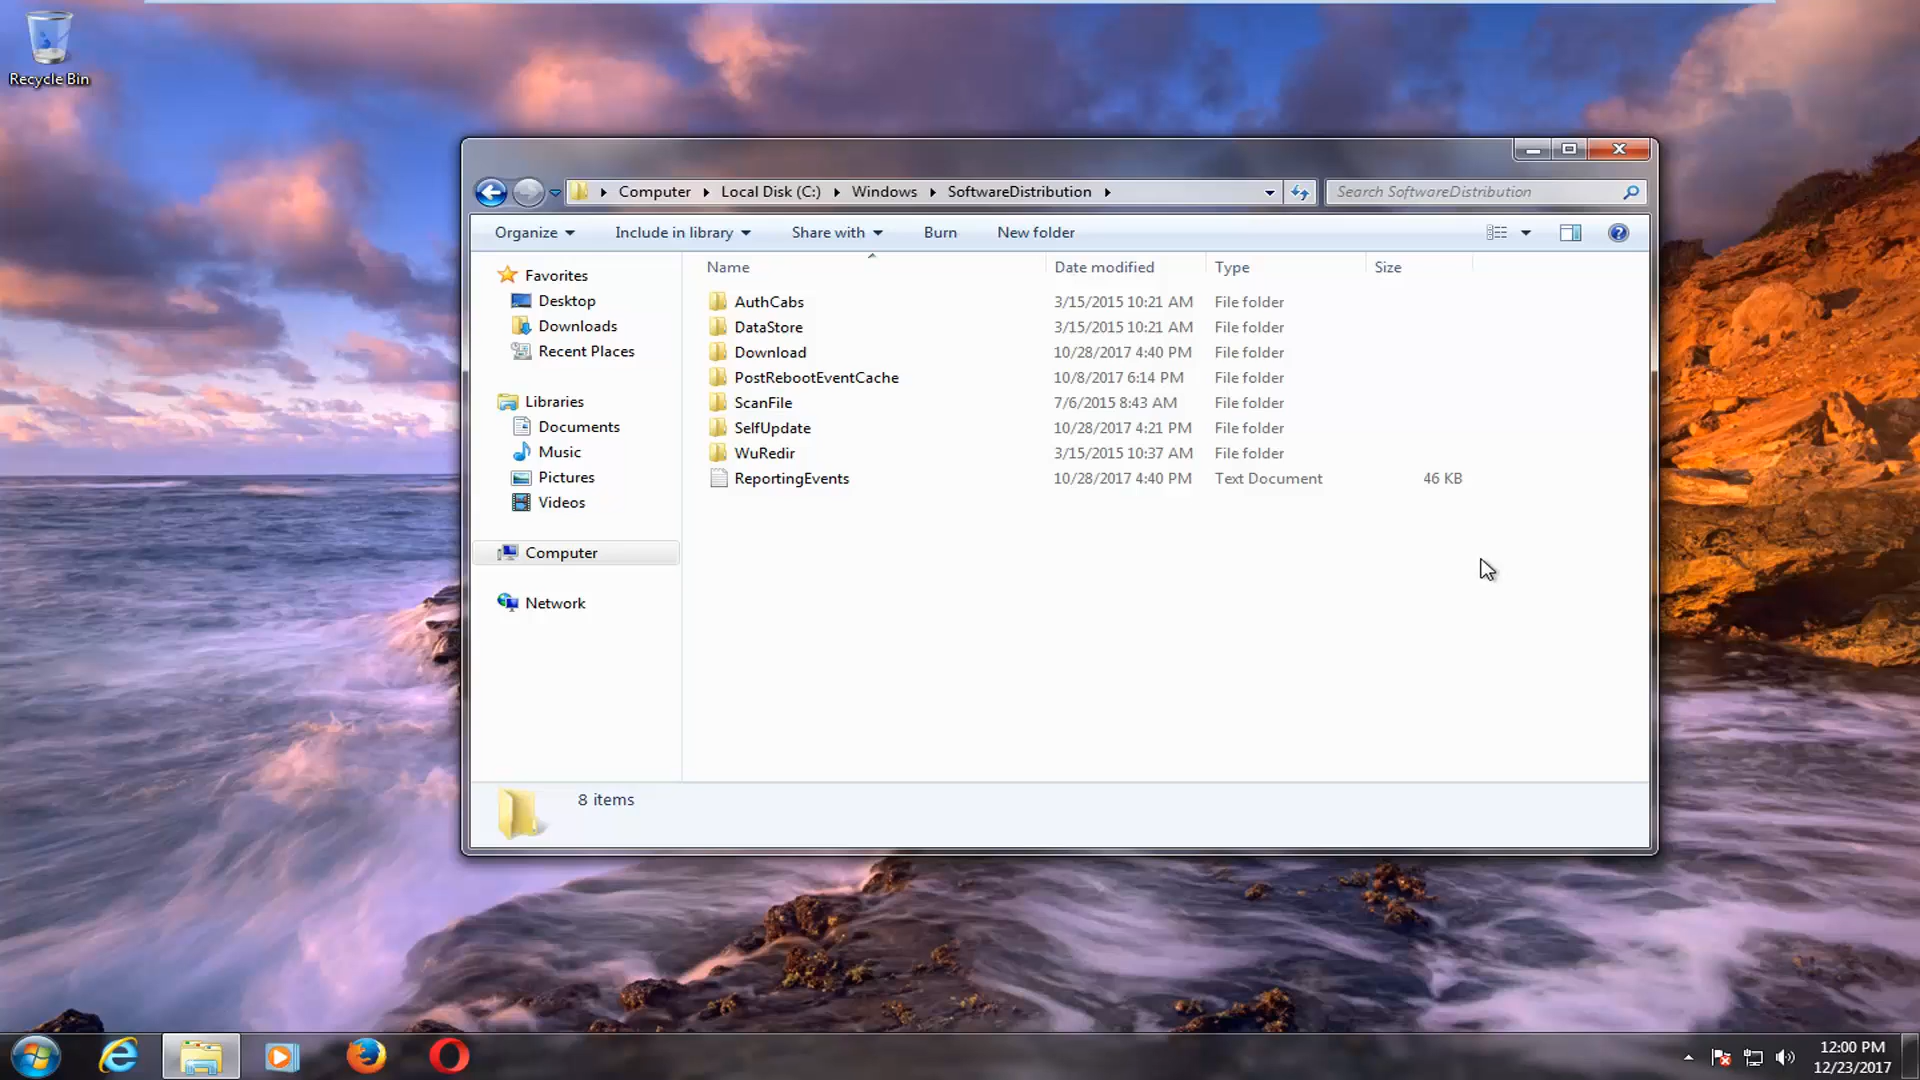 Recycle Bin
Computer
Local Disk (C:)
Windows
SoftwareDistribution
Search SoftwareDistribution
Organize
Include in library
Share with
Burn
New folder
Favorites
Desktop
Downloads
Recent Places
Libraries
Documents
Music
Pictures
Videos
Computer
Network
Name Date modified Type Size
AuthCabs 3/15/2015 10:21 AM File folder
DataStore 3/15/2015 10:21 AM File folder
Download 10/28/2017 4:40 PM File folder
PostRebootEventCache 10/8/2017 6:14 PM File folder
ScanFile 7/6/2015 8:43 AM File folder
SelfUpdate 10/28/2017 4:21 PM File folder
WuRedir 3/15/2015 10:37 AM File folder
ReportingEvents 10/28/2017 4:40 PM Text Document 46 KB
8 items
12:00 PM
12/23/2017